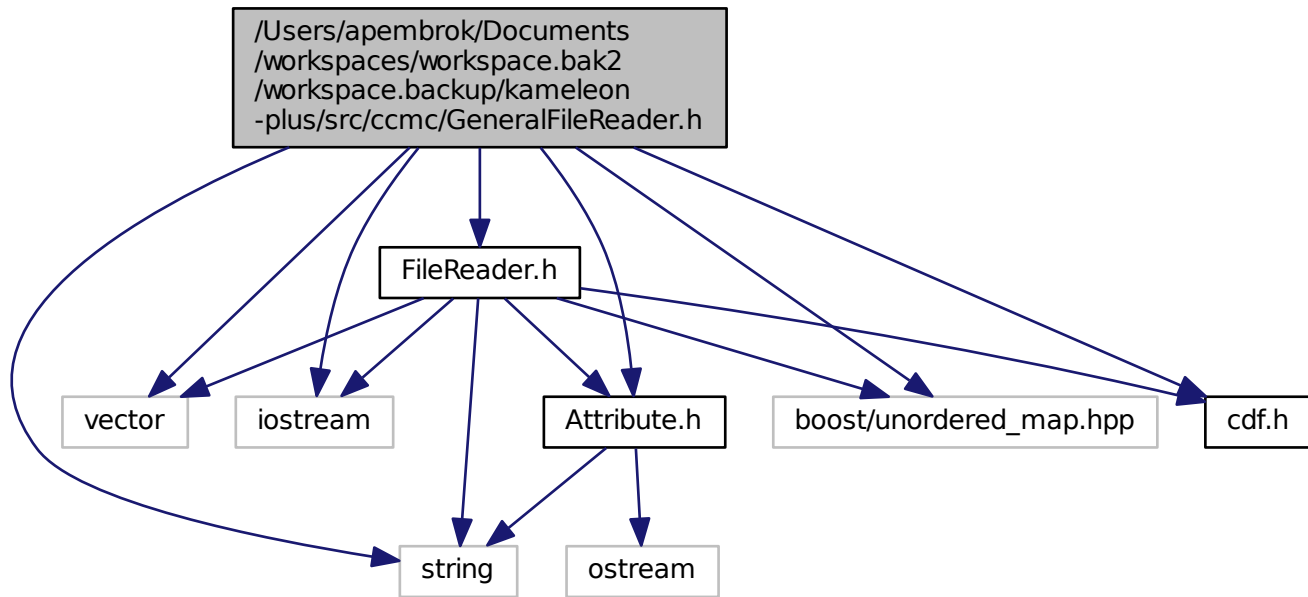 /Users/apembrok/Documents
/workspaces/workspace.bak2
/workspace.backup/kameleon
-plus/src/ccmc/GeneralFileReader.h
FileReader.h
vector
iostream
Attribute.h
boost/unordered_map.hpp
cdf.h
string
ostream